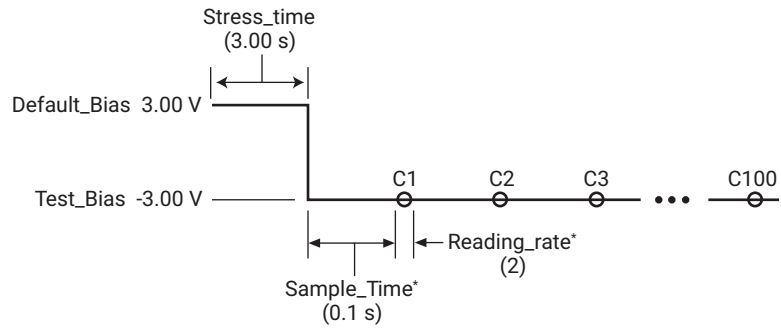 Stress_time
(3.00 s)
Default_Bias 3.00 V
C1 C2 C3 C100
Test_Bias -3.00 V
Reading_rate*
(2)
Sample_Time*
(0.1 s)